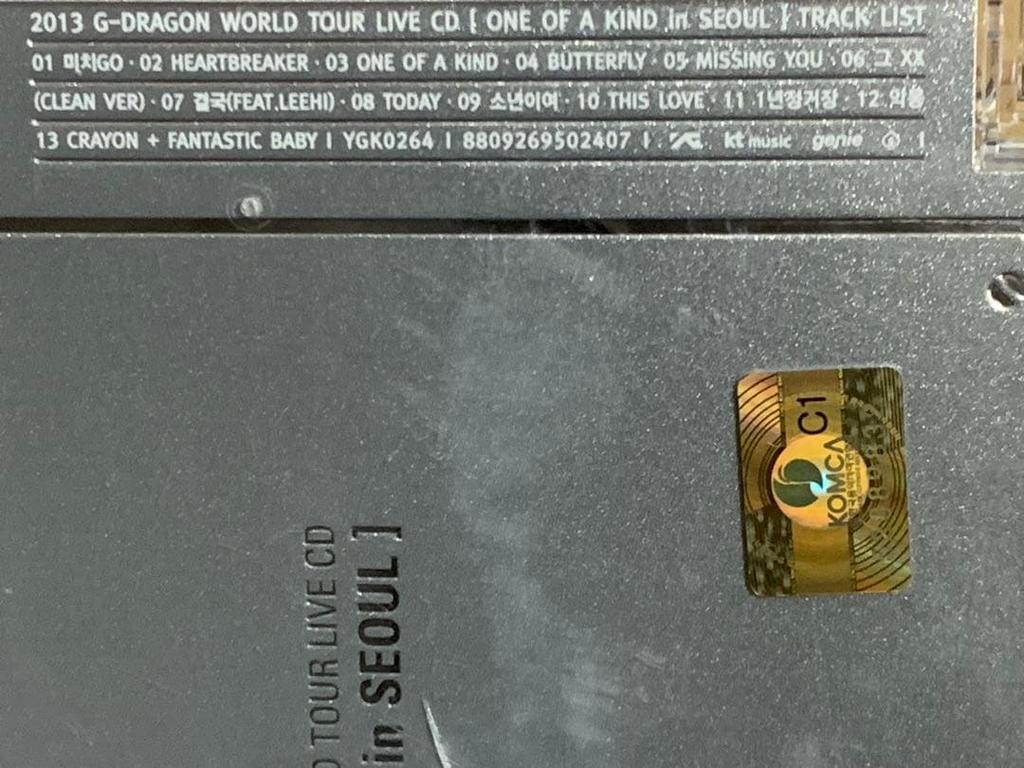 2013 G-DRAGON WORLD TOUR LIVE CD [ ONE OF A KIND in SEOUL ] TRACK LIST
01 미치GO · 02 HEARTBREAKER · 03 ONE OF A KIND · 04 BUTTERFLY · 05 MISSING YOU · 06 그 XX
(CLEAN VER) · 07 결국(FEAT.LEEHI) · 08 TODAY · 09 소년이여 · 10 THIS LOVE · 11 1년정거장 · 12 악몽
13 CRAYON + FANTASTIC BABY | YGK0264 | 8809269502407 | YG kt music genie |
TOUR LIVE CD
in SEOUL ]
C1
KOMCA